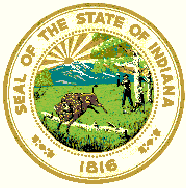 SEAL OF THE STATE OF INDIANA
1816